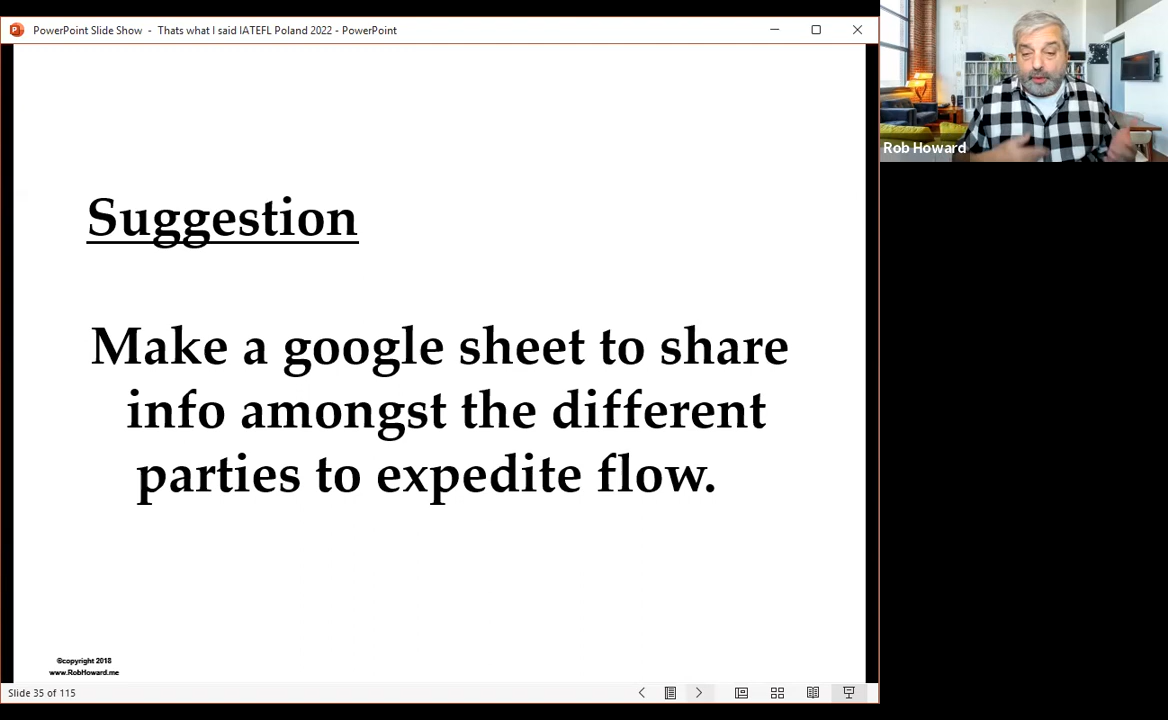 PowerPoint Slide Show - Thats what I said IATEFL Poland 2022 - PowerPoint
Rob Howard
Suggestion
Make a google sheet to share
info amongst the different
parties to expedite flow.
©copyright 2018
www.RobHoward.me
Slide 35 of 115